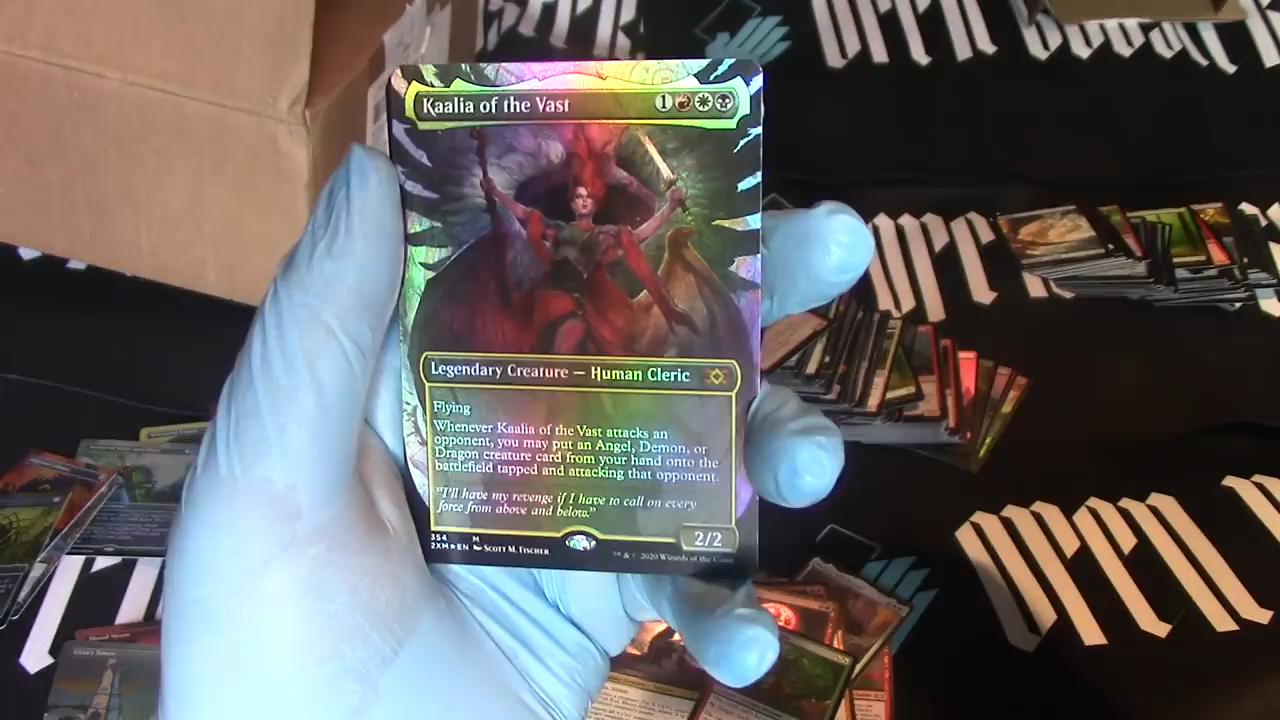 Kaalia of the Vast
1
Legendary Creature — Human Cleric
Flying
Whenever Kaalia of the Vast attacks an
opponent, you may put an Angel, Demon, or
Dragon creature card from your hand onto the
battlefield tapped and attacking that opponent.
"I'll have my revenge if I have to call on every
force from above and below."
2/2
354 M
2XM★EN Scott M. Fischer
™ & © 2020 Wizards of the Coast
OPEN